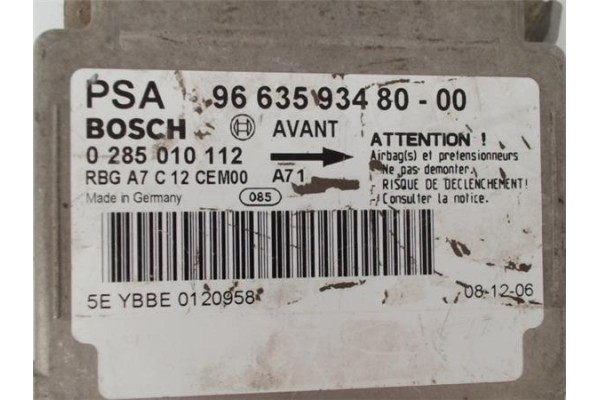 PSA 96 635 934 80 - 00
BOSCH AVANT
0 285 010 112
RBG A7 C 12 CEM00 A71
Made in Germany 085
ATTENTION !
Airbag(s) et pretensionneurs
Ne pas demonter.
RISQUE DE DECLENCHEMENT!
Consulter la notice.
5E YBBE 0120958
08-12-06